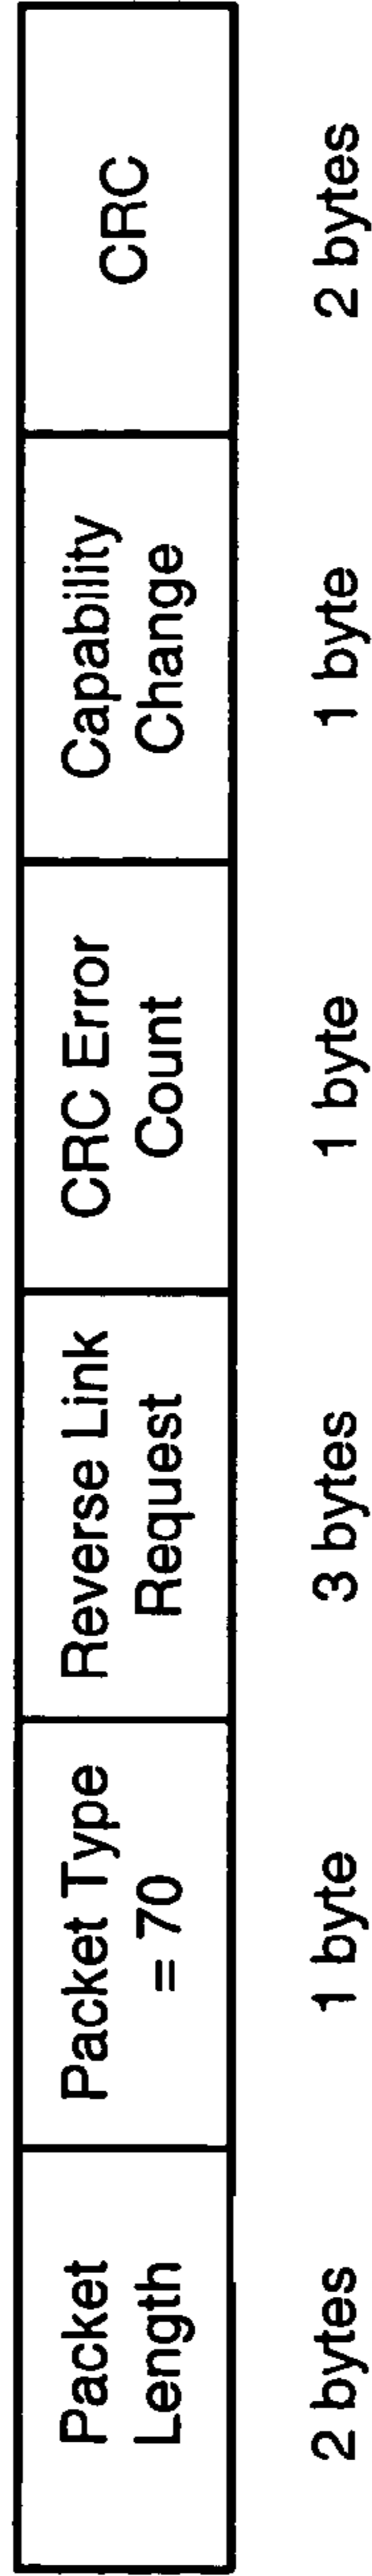 Packet
Length
Packet Type
= 70
Reverse Link
Request
CRC Error
Count
Capability
Change
CRC
2 bytes
1 byte
3 bytes
1 byte
1 byte
2 bytes